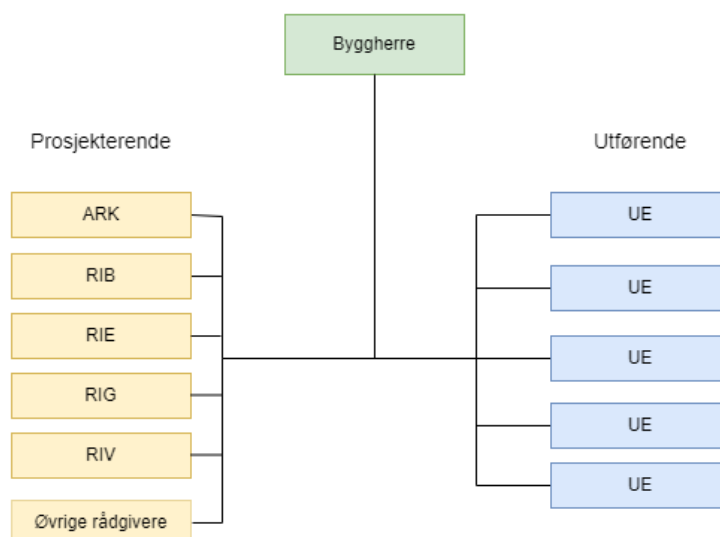 Byggherre
Prosjekterende
Utførende
ARK
RIB
RIE
RIG
RIV
Øvrige rådgivere
UE
UE
UE
UE
UE